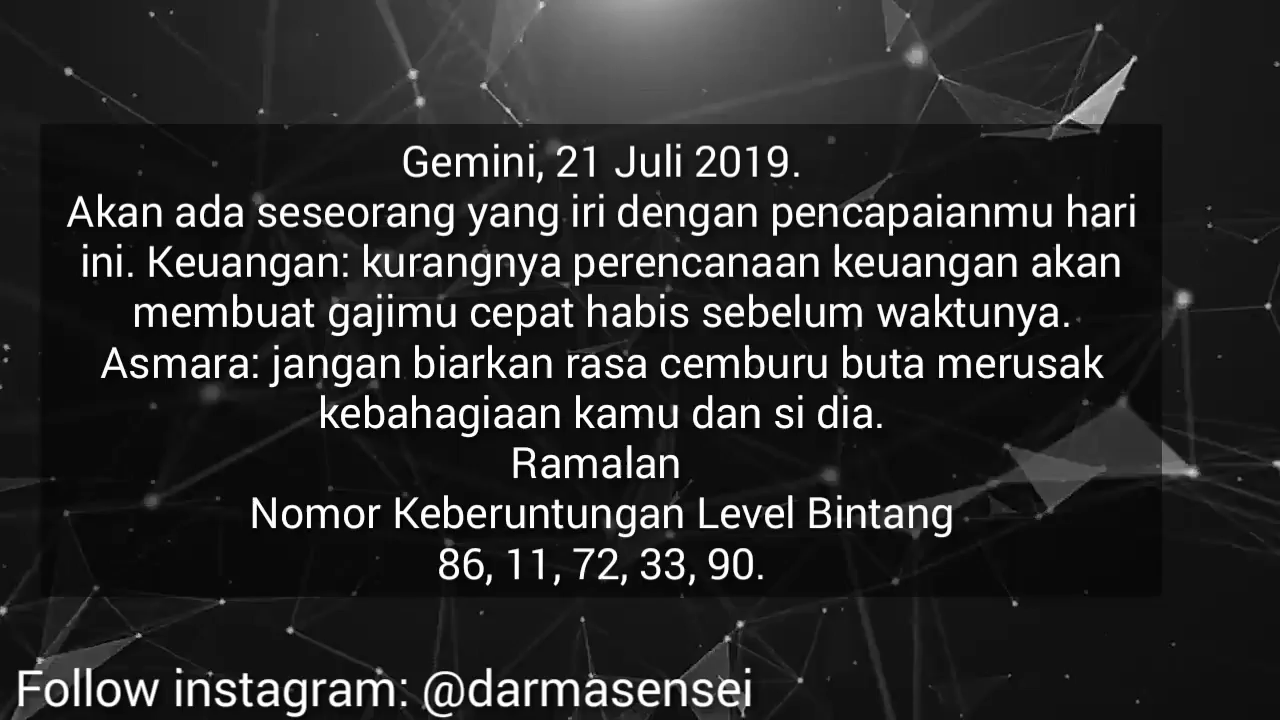 Gemini, 21 Juli 2019.
Akan ada seseorang yang iri dengan pencapaianmu hari
ini. Keuangan: kurangnya perencanaan keuangan akan
membuat gajimu cepat habis sebelum waktunya.
Asmara: jangan biarkan rasa cemburu buta merusak
kebahagiaan kamu dan si dia.
Ramalan
Nomor Keberuntungan Level Bintang
86, 11, 72, 33, 90.
Follow instagram: @darmasensei